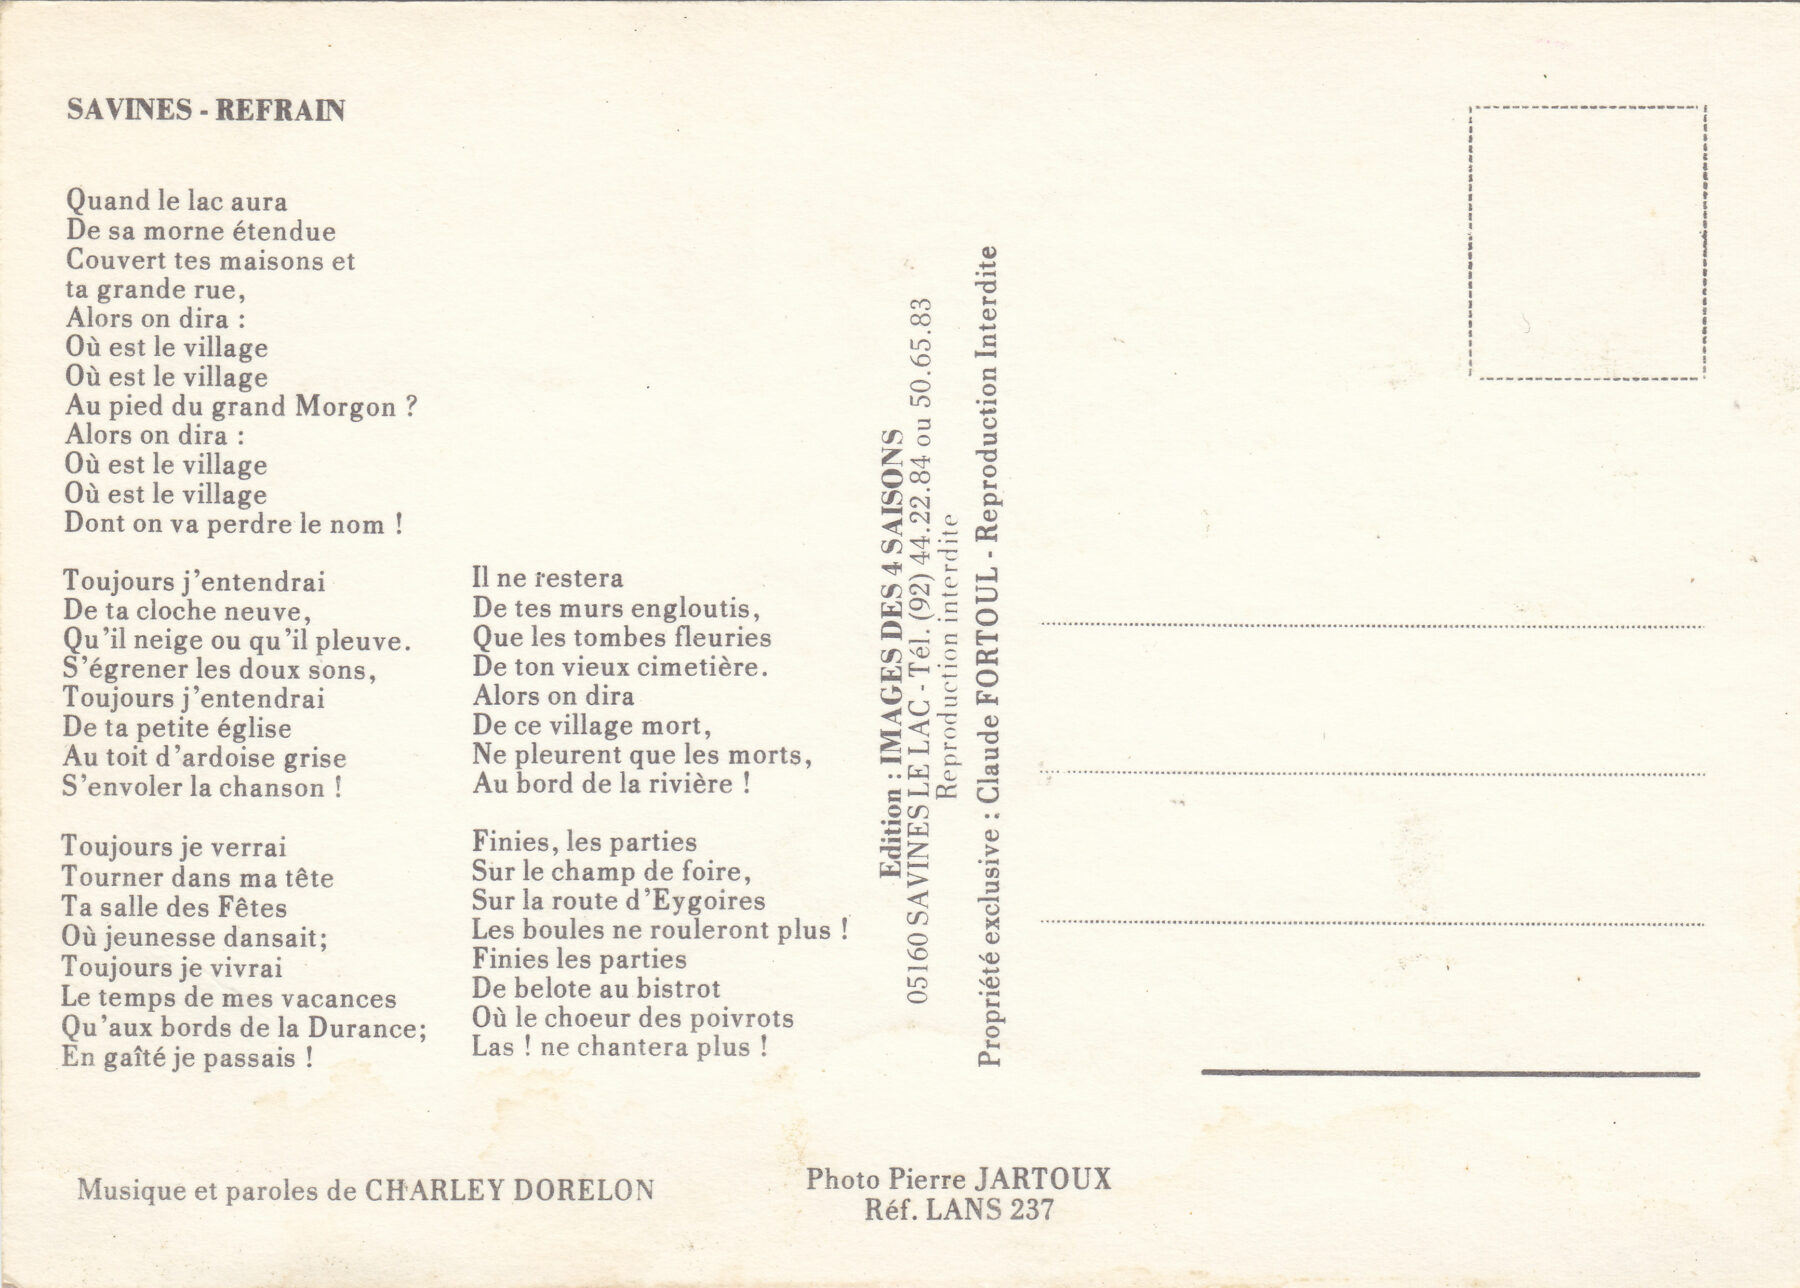 SAVINES - REFRAIN
Quand le lac aura
De sa morne étendue
Couvert tes maisons et
ta grande rue,
Alors on dira :
Où est le village
Où est le village
Au pied du grand Morgon ?
Alors on dira :
Où est le village
Où est le village
Dont on va perdre le nom !
Toujours j'entendrai
De ta cloche neuve,
Qu'il neige ou qu'il pleuve.
S'égrener les doux sons,
Toujours j'entendrai
De ta petite église
Au toit d'ardoise grise
S'envoler la chanson !
Toujours je verrai
Tourner dans ma tête
Ta salle des Fêtes
Où jeunesse dansait;
Toujours je vivrai
Le temps de mes vacances
Qu'aux bords de la Durance;
En gaîté je passais !
Il ne restera
De tes murs engloutis,
Que les tombes fleuries
De ton vieux cimetière.
Alors on dira
De ce village mort,
Ne pleurent que les morts,
Au bord de la rivière !
Finies, les parties
Sur le champ de foire,
Sur la route d'Eygoires
Les boules ne rouleront plus !
Finies les parties
De belote au bistrot
Où le choeur des poivrots
Las ! ne chantera plus !
Musique et paroles de CHARLEY DORELON
Edition : IMAGES DES 4 SAISONS
05160 SAVINES LE LAC - Tél. (92) 44.22.84 ou 50.65.83
Reproduction interdite
Propriété exclusive : Claude FORTOUL - Reproduction Interdite
Photo Pierre JARTOUX
Réf. LANS 237